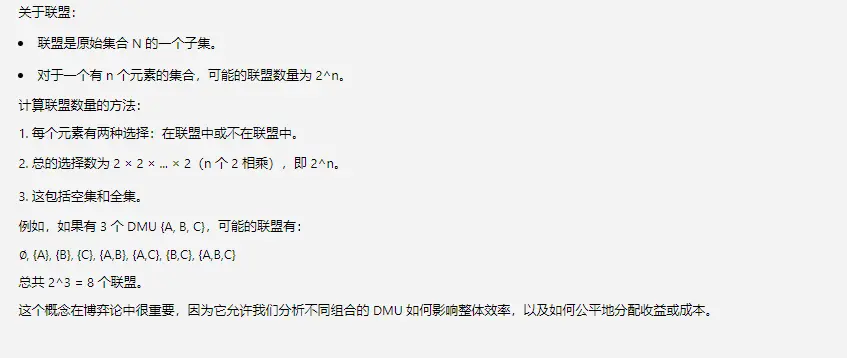 关于联盟：
• 联盟是原始集合 N 的一个子集。
• 对于一个有 n 个元素的集合，可能的联盟数量为 2^n。
计算联盟数量的方法：
1. 每个元素有两种选择：在联盟中或不在联盟中。
2. 总的选择数为 2 × 2 × ... × 2（n 个 2 相乘），即 2^n。
3. 这包括空集和全集。
例如，如果有 3 个 DMU {A, B, C}，可能的联盟有：
∅, {A}, {B}, {C}, {A,B}, {A,C}, {B,C}, {A,B,C}
总共 2^3 = 8 个联盟。
这个概念在博弈论中很重要，因为它允许我们分析不同组合的 DMU 如何影响整体效率，以及如何公平地分配收益或成本。